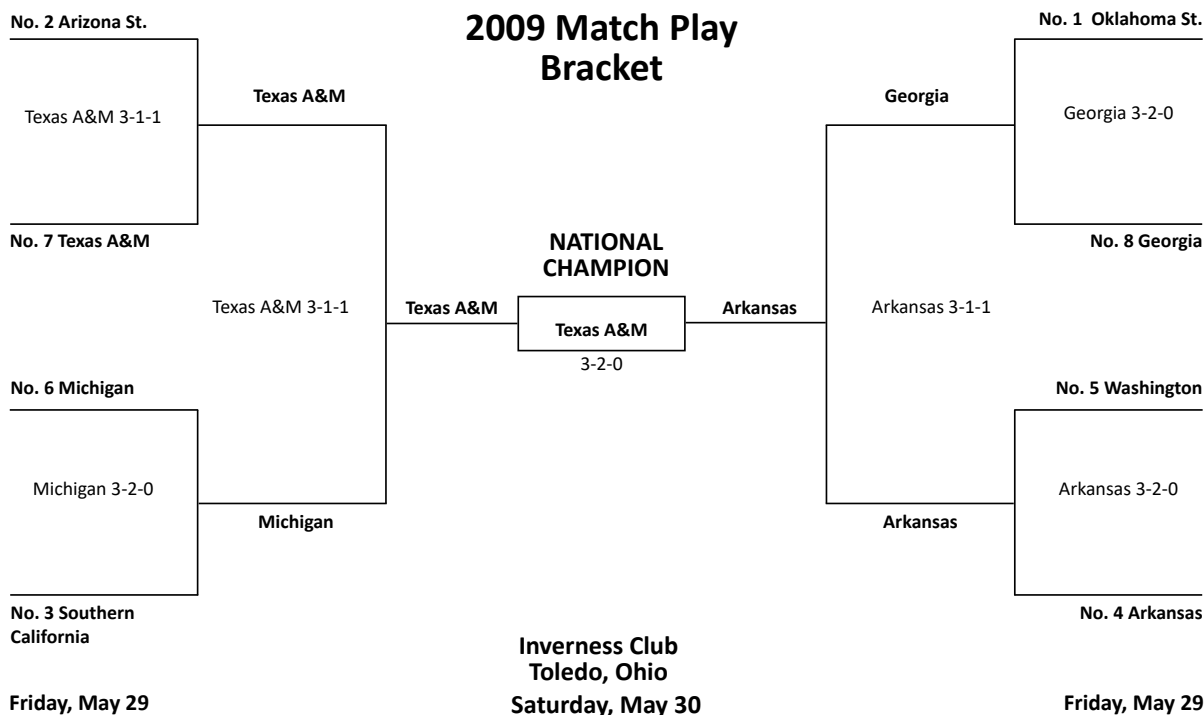 2009 Match Play
Bracket
No. 2 Arizona St.
Texas A&M 3-1-1
No. 7 Texas A&M
Texas A&M
Texas A&M 3-1-1
No. 6 Michigan
Michigan 3-2-0
No. 3 Southern
California
Michigan
Texas A&M
NATIONAL
CHAMPION
Texas A&M
3-2-0
Arkansas
No. 1  Oklahoma St.
Georgia
Georgia 3-2-0
No. 8 Georgia
Arkansas 3-1-1
No. 5 Washington
Arkansas 3-2-0
Arkansas
No. 4 Arkansas
Inverness Club
Toledo, Ohio
Friday, May 29
Saturday, May 30
Friday, May 29